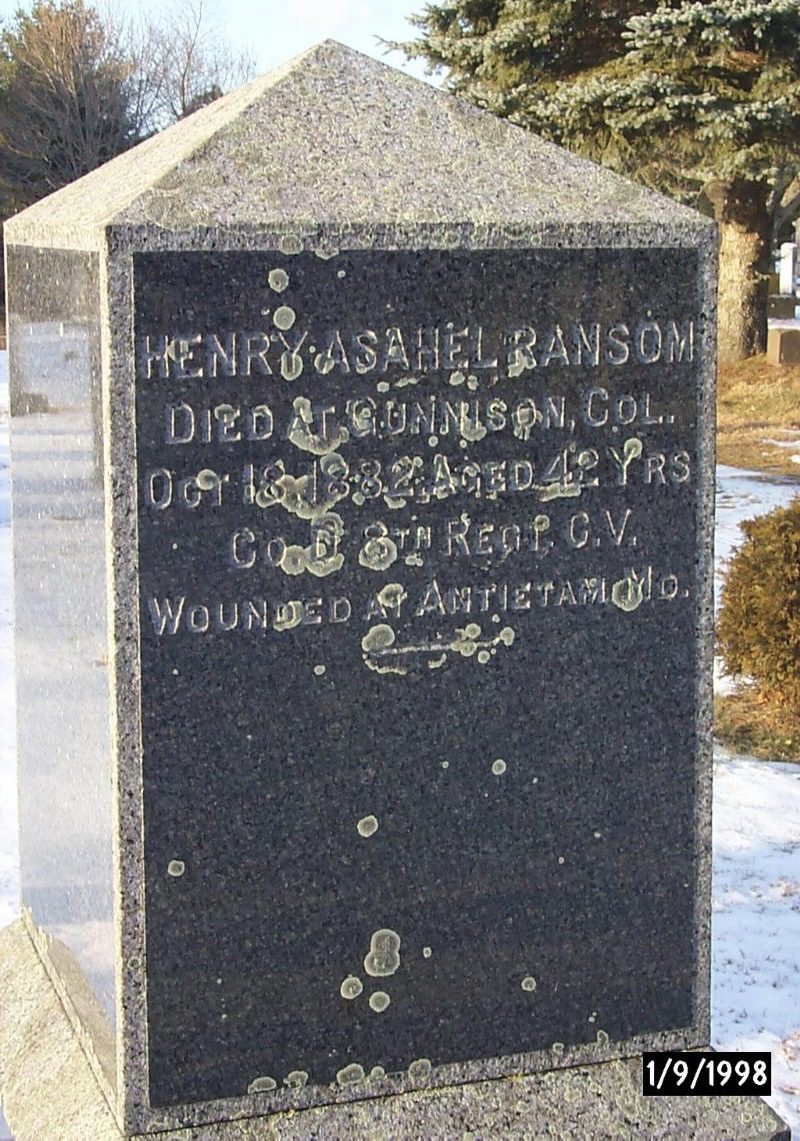 HENRY ASAHEL RANSOM
DIED AT GUNNISON, COL.
OCT 18, 1882, AGED 42 YRS
CO. D. 8TH REGT. C.V.
WOUNDED AT ANTIETAM MD.
1/9/1998